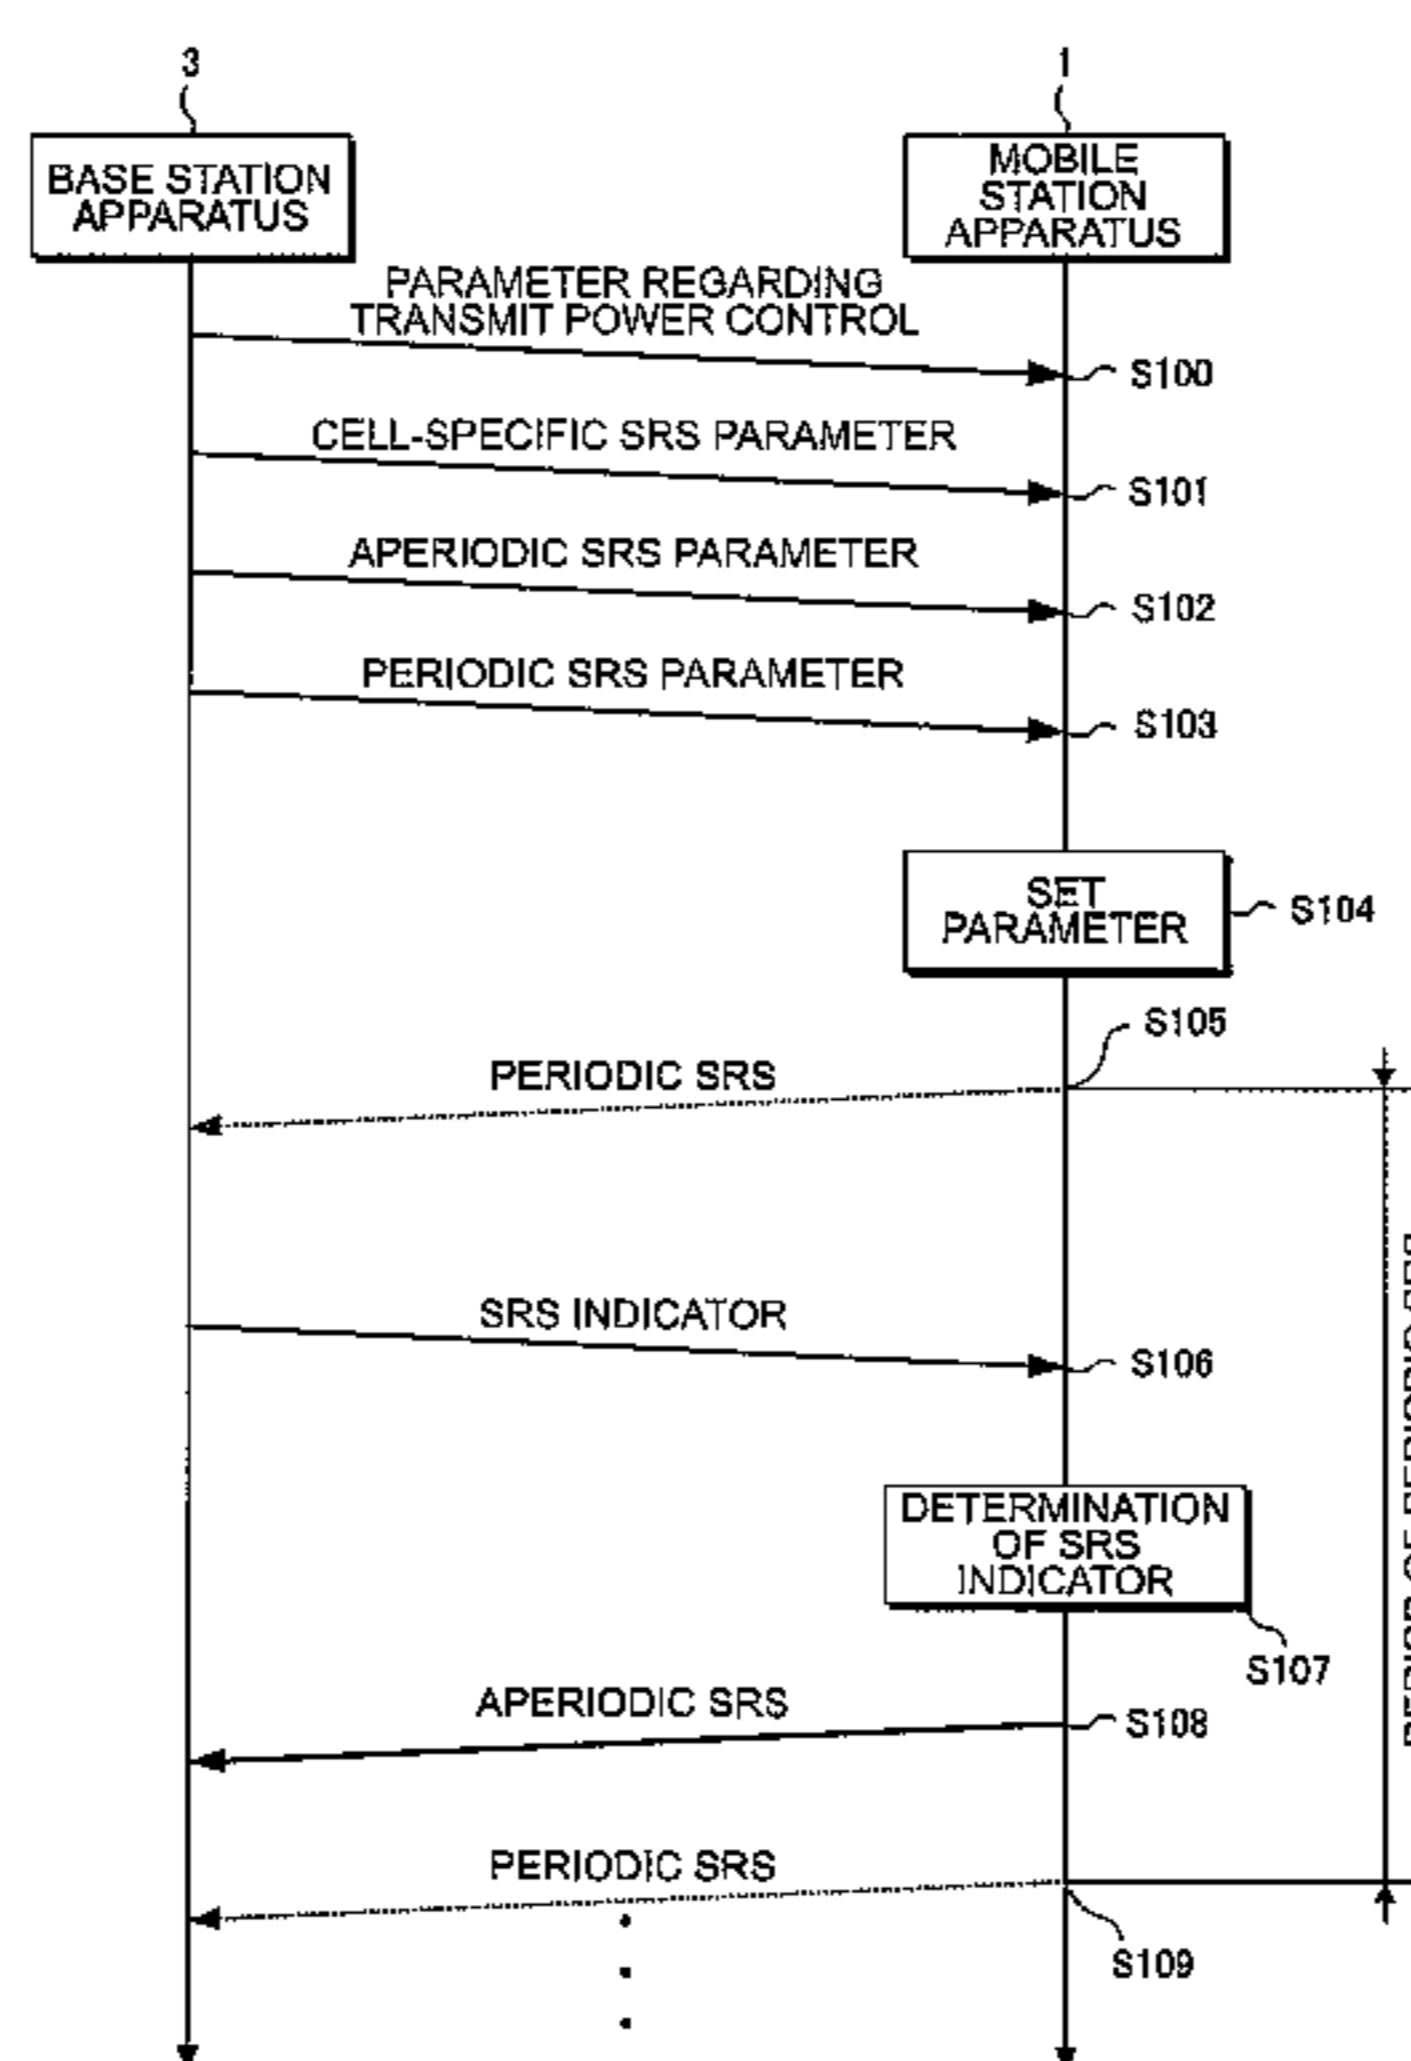 3
1
BASE STATION
APPARATUS
MOBILE
STATION
APPARATUS
PARAMETER REGARDING
TRANSMIT POWER CONTROL
S100
CELL-SPECIFIC SRS PARAMETER
S101
APERIODIC SRS PARAMETER
S102
PERIODIC SRS PARAMETER
S103
SET
PARAMETER
S104
S105
PERIODIC SRS
SRS INDICATOR
S106
DETERMINATION
OF SRS
INDICATOR
S107
APERIODIC SRS
S108
PERIODIC SRS
S109